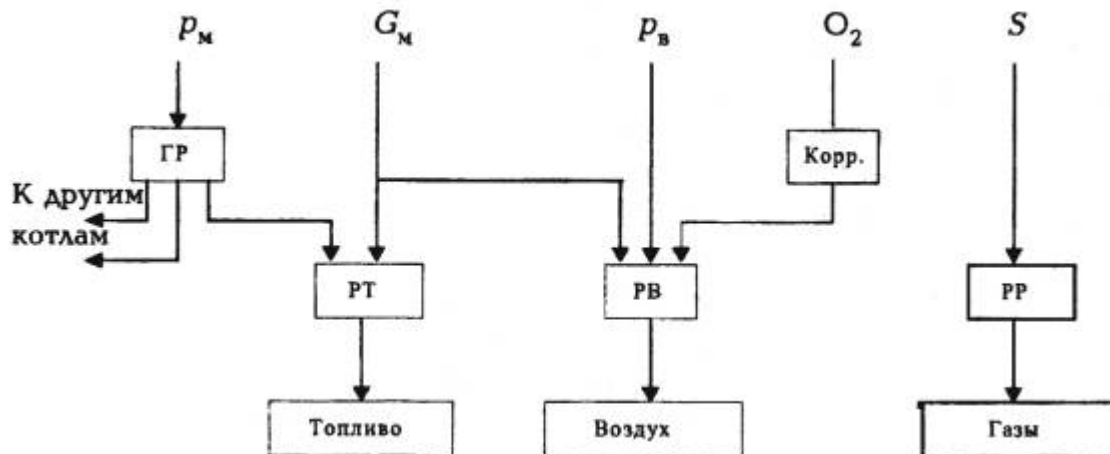 pм Gм pв O2 S
ГР Корр.
К другим
котлам
РТ РВ РР
Топливо Воздух Газы